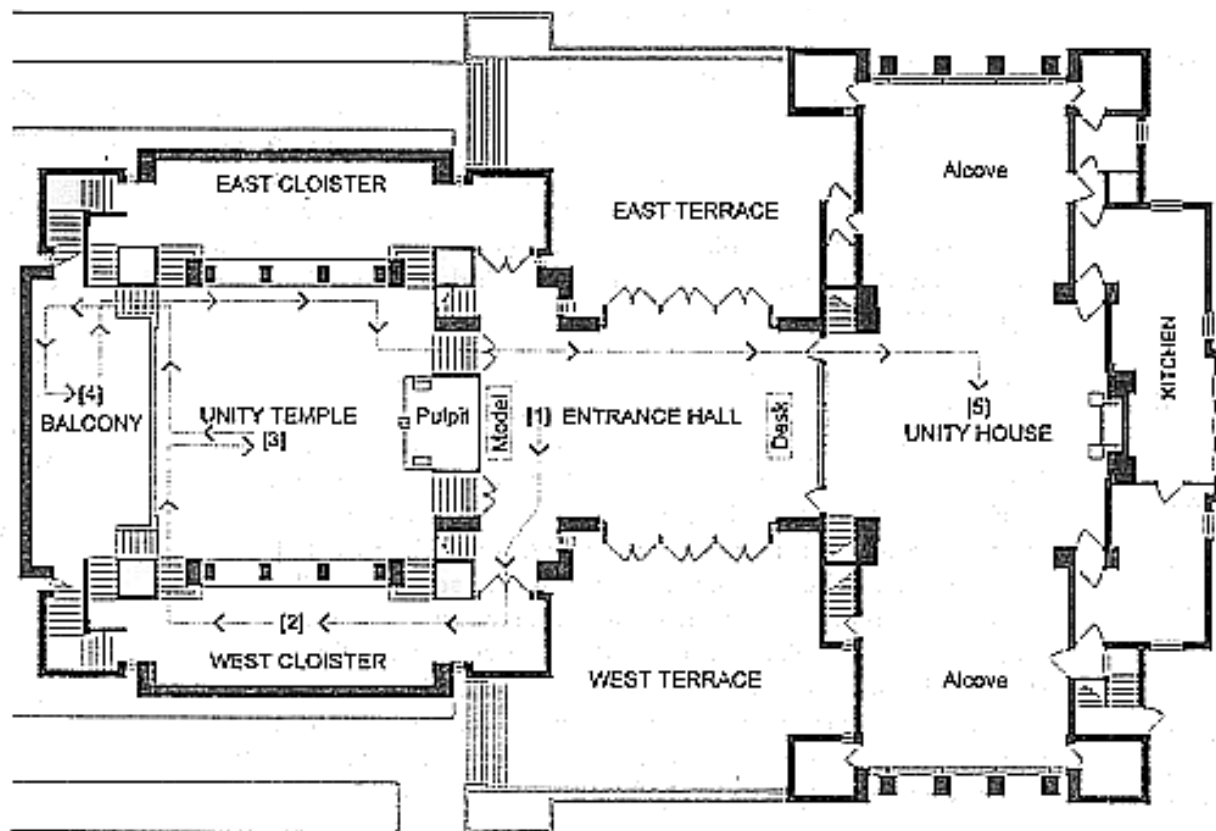 EAST CLOISTER
Alcove
EAST TERRACE
KITCHEN
[4]
BALCONY
UNITY TEMPLE
[3]
Pulpit
Model
[1]
ENTRANCE HALL
Desk
[5]
UNITY HOUSE
[2]
WEST CLOISTER
WEST TERRACE
Alcove